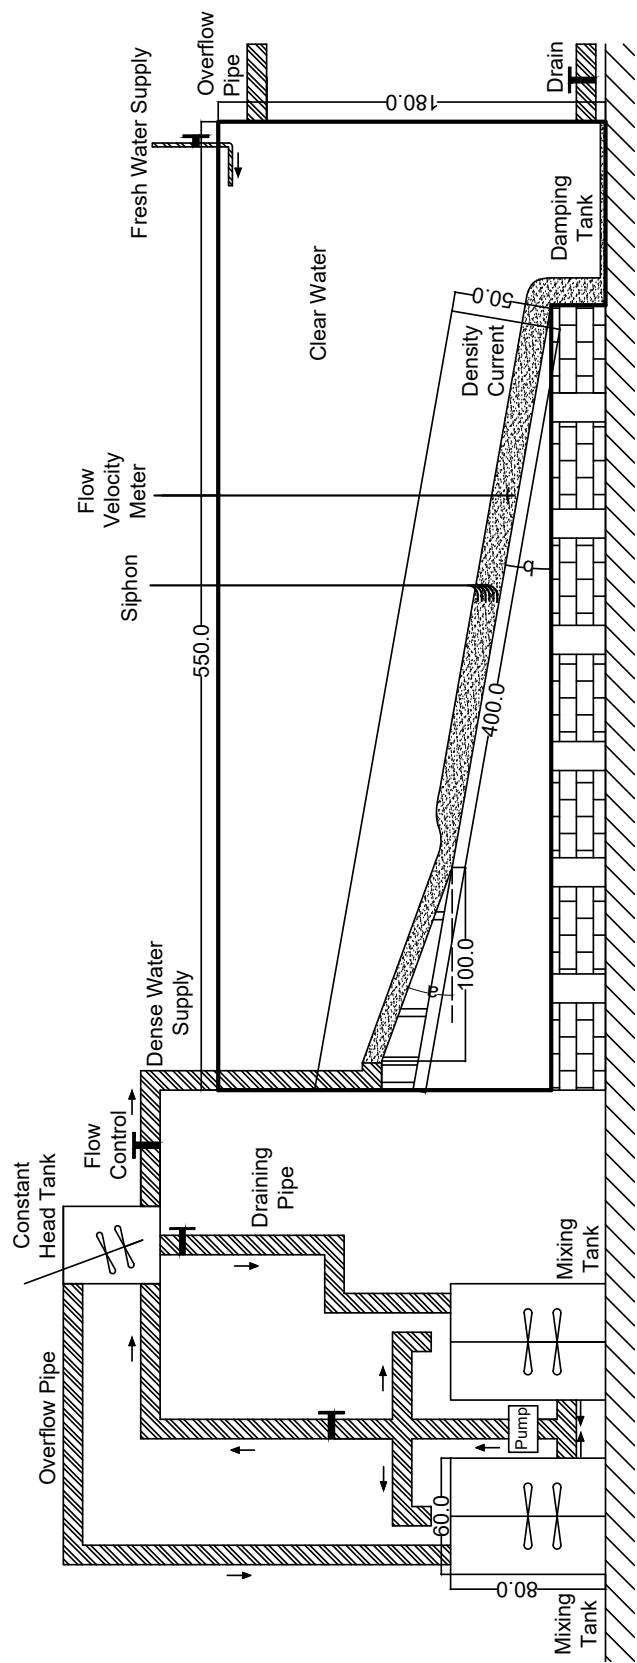 Overflow Pipe
Constant
Head Tank
Flow
Control
Dense Water
Supply
Draining
Pipe
Mixing
Tank
Pump
60.0
80.0
Mixing
Tank
550.0
Siphon
Flow
Velocity
Meter
Clear Water
Fresh Water Supply
Overflow
Pipe
180.0
Drain
Damping
Tank
50.0
Density
Current
400.0
100.0
a
b